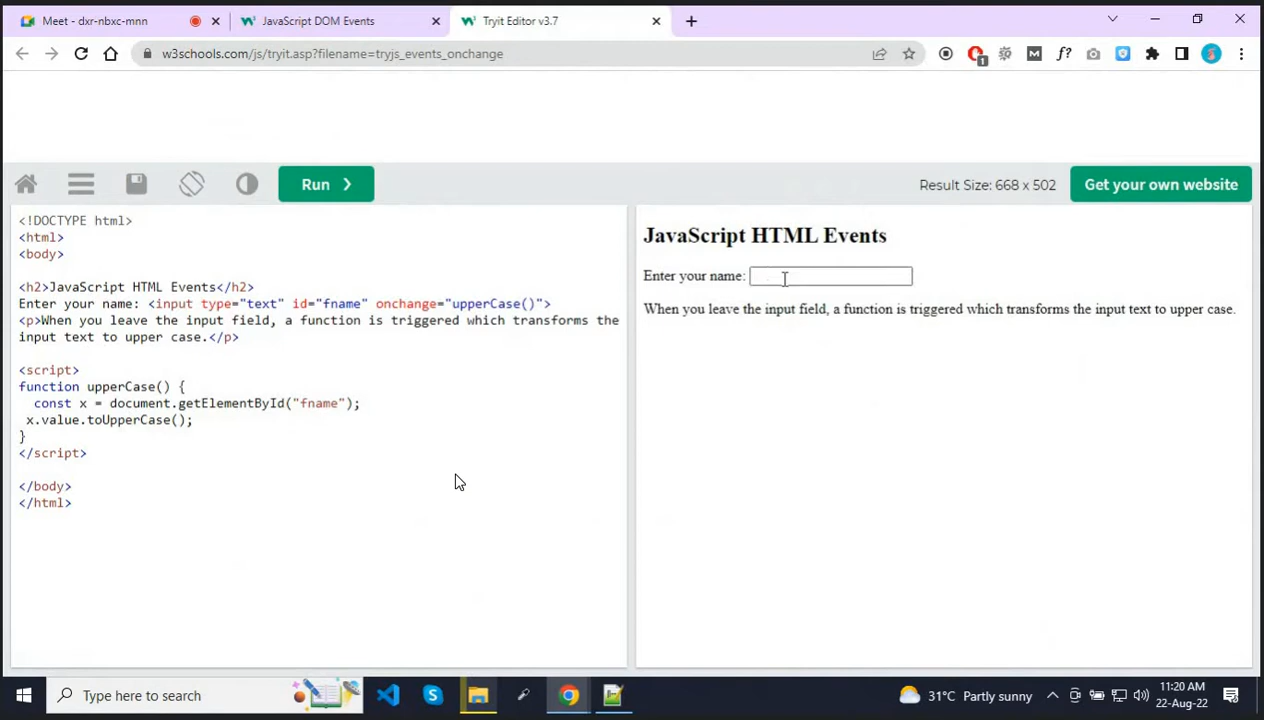 Meet - dxr-nbxc-mnn
JavaScript DOM Events
Tryit Editor v3.7
w3schools.com/js/tryit.asp?filename=tryjs_events_onchange
1
M
f?
Run
Result Size: 668 x 502
Get your own website
<!DOCTYPE html>
<html>
<body>
<h2>JavaScript HTML Events</h2>
Enter your name: <input type="text" id="fname" onchange="upperCase()">
<p>When you leave the input field, a function is triggered which transforms the
input text to upper case.</p>
<script>
function upperCase() {
const x = document.getElementById("fname");
x.value.toUpperCase();
}
</script>
</body>
</html>
JavaScript HTML Events
Enter your name:
When you leave the input field, a function is triggered which transforms the input text to upper case.
Type here to search
31°C Partly sunny
11:20 AM
22-Aug-22